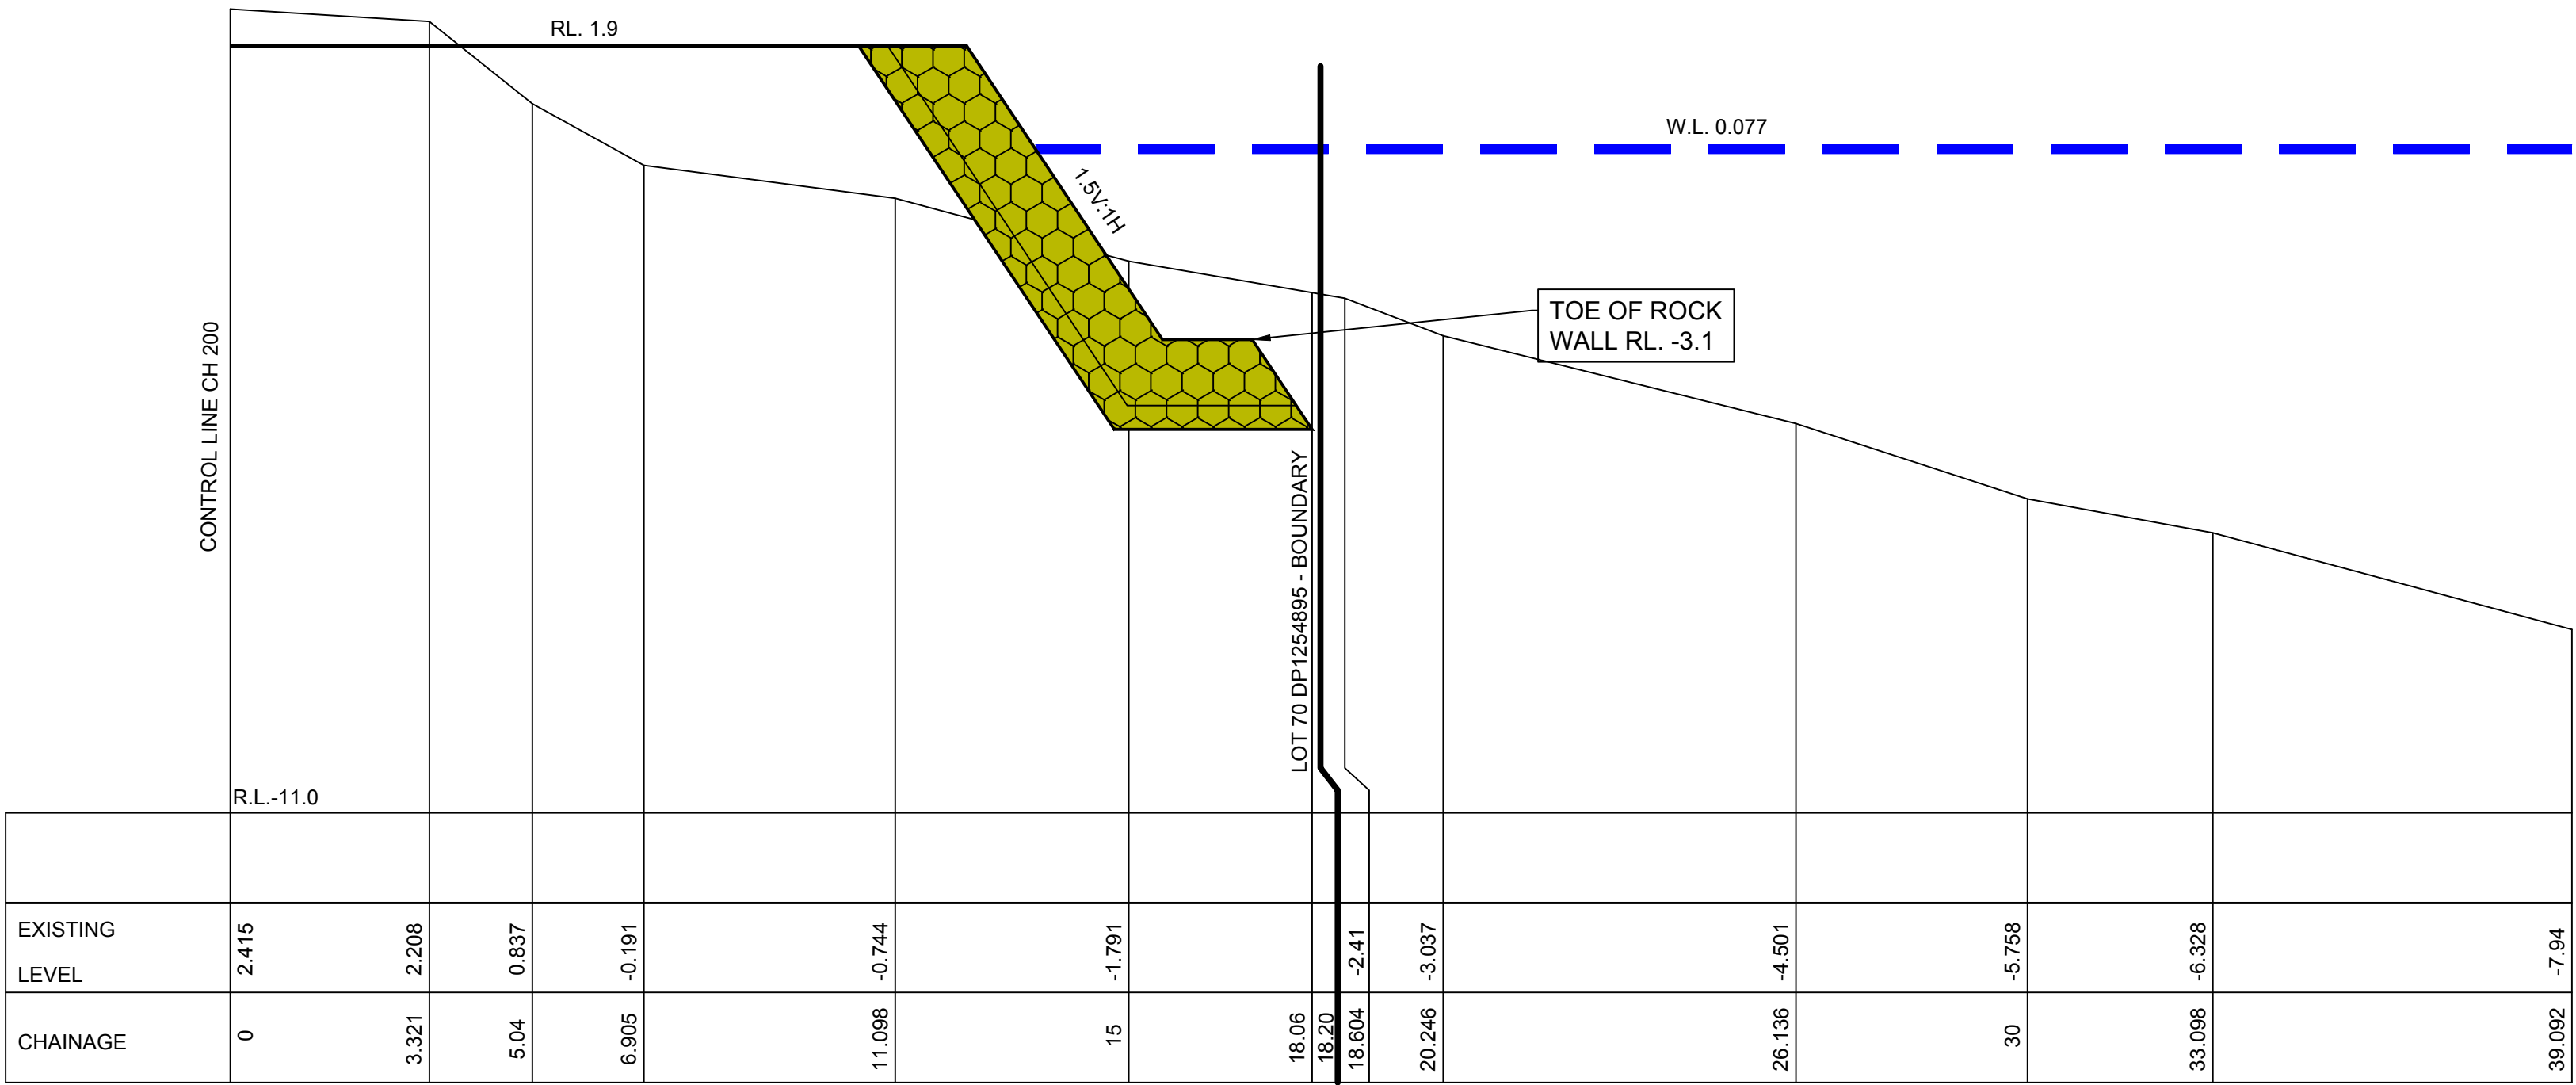 RL. 1.9
W.L. 0.077
1.5V:1H
TOE OF ROCK
WALL RL. -3.1
CONTROL LINE CH 200
LOT 70 DP1254895 - BOUNDARY
R.L.-11.0
EXISTING
LEVEL
2.415
2.208
0.837
-0.191
-0.744
-1.791
-2.41
-3.037
-4.501
-5.758
-6.328
-7.94
CHAINAGE
0
3.321
5.04
6.905
11.098
15
18.06
18.20
18.604
20.246
26.136
30
33.098
39.092